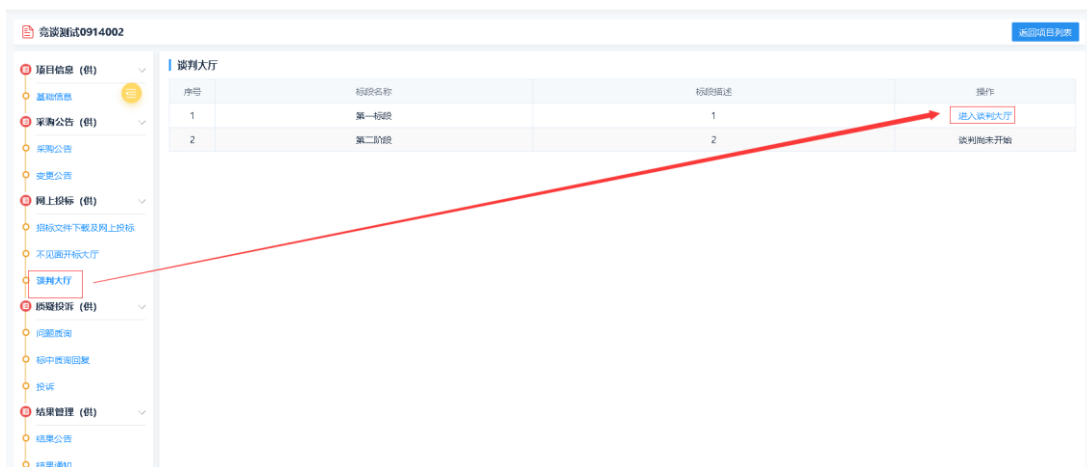 竞谈测试0914002
返回项目列表
项目信息（供）
基础信息
采购公告（供）
采购公告
变更公告
网上投标（供）
招标文件下载及网上投标
不见面开标大厅
谈判大厅
质疑投诉（供）
问题质询
标中质询回复
投诉
结果管理（供）
结果公告
结果通知
谈判大厅
序号 标段名称 标段描述 操作
1 第一标段 1 进入谈判大厅
2 第二阶段 2 谈判尚未开始